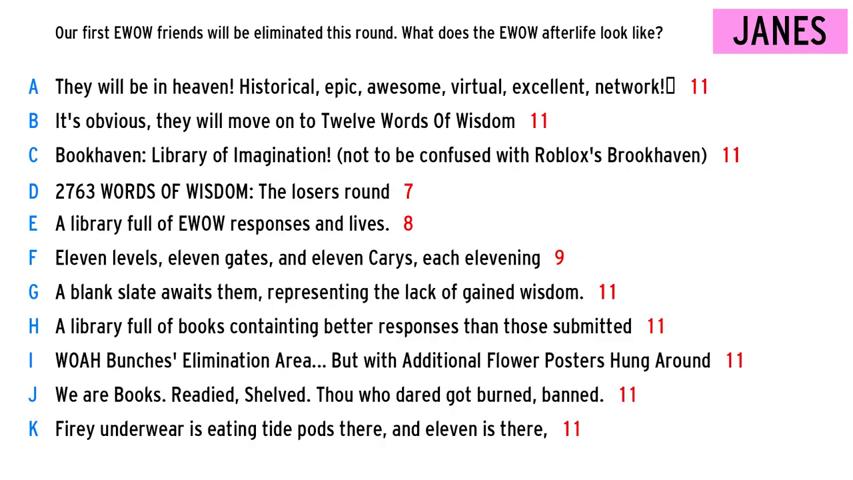 Our first EWOW friends will be eliminated this round. What does the EWOW afterlife look like?
JANES
A They will be in heaven! Historical, epic, awesome, virtual, excellent, network!▯ 11
B It's obvious, they will move on to Twelve Words Of Wisdom 11
C Bookhaven: Library of Imagination! (not to be confused with Roblox's Brookhaven) 11
D 2763 WORDS OF WISDOM: The losers round 7
E A library full of EWOW responses and lives. 8
F Eleven levels, eleven gates, and eleven Carys, each elevening 9
G A blank slate awaits them, representing the lack of gained wisdom. 11
H A library full of books containting better responses than those submitted 11
I WOAH Bunches' Elimination Area... But with Additional Flower Posters Hung Around 11
J We are Books. Readied, Shelved. Thou who dared got burned, banned. 11
K Firey underwear is eating tide pods there, and eleven is there, 11